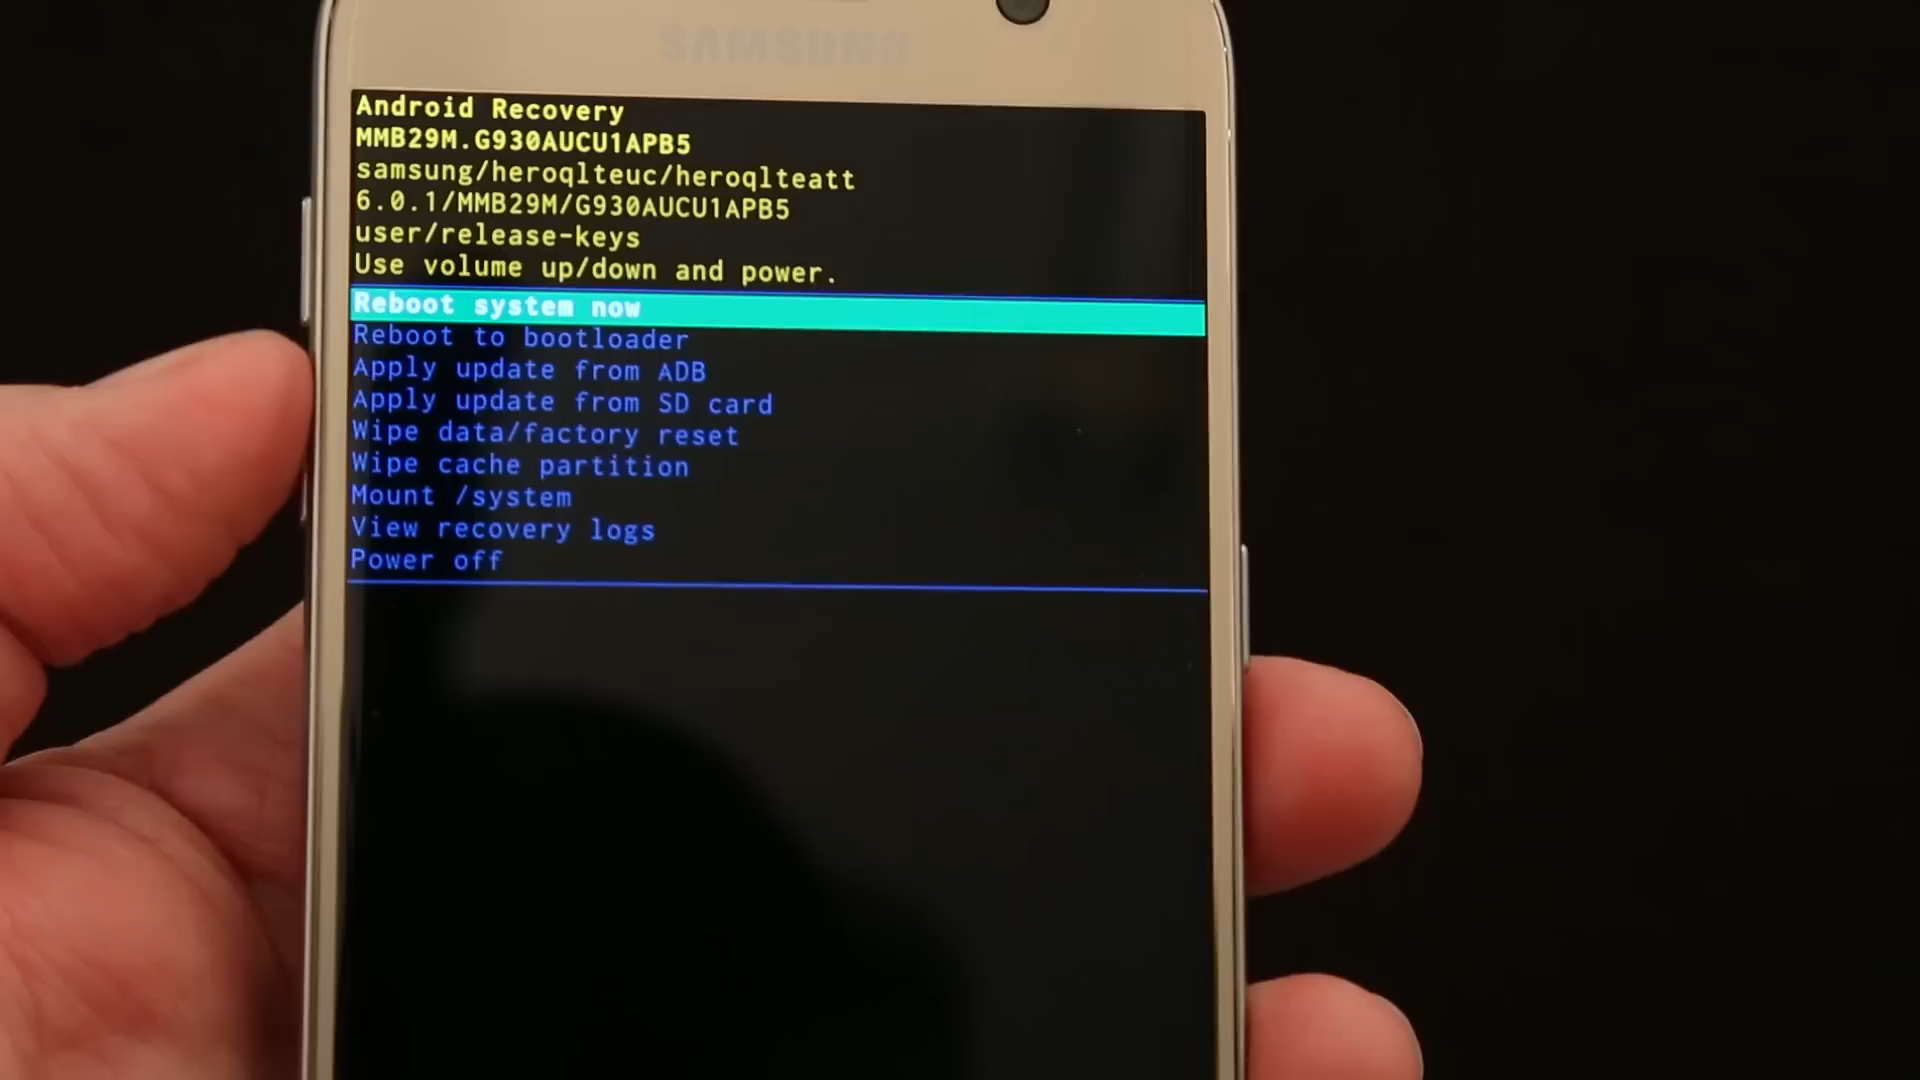 SAMSUNG
Android Recovery
MMB29M.G930AUCU1APB5
samsung/heroqlteuc/heroqlteatt
6.0.1/MMB29M/G930AUCU1APB5
user/release-keys
Use volume up/down and power.
Reboot system now
Reboot to bootloader
Apply update from ADB
Apply update from SD card
Wipe data/factory reset
Wipe cache partition
Mount /system
View recovery logs
Power off